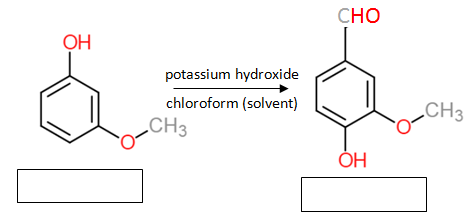 OH
O
CH3
potassium hydroxide
chloroform (solvent)
CHO
O
CH3
OH